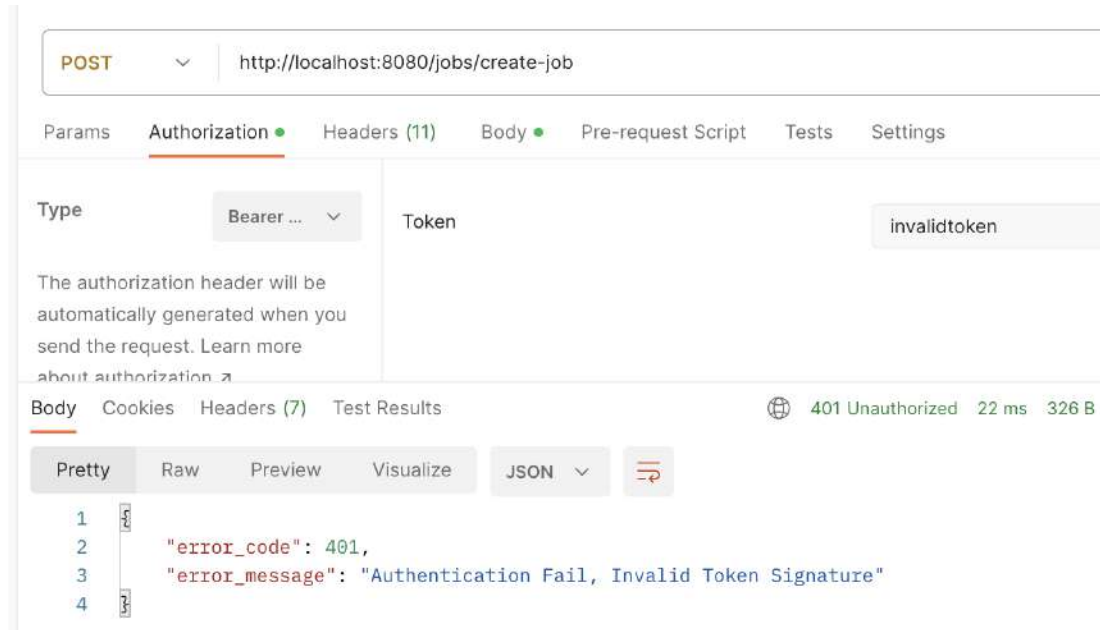 POST http://localhost:8080/jobs/create-job
Params Authorization Headers (11) Body Pre-request Script Tests Settings
Type Bearer ... Token invalidtoken
The authorization header will be
automatically generated when you
send the request. Learn more
about authorization ↗
Body Cookies Headers (7) Test Results 401 Unauthorized 22 ms 326 B
Pretty Raw Preview Visualize JSON
1 {
2 "error_code": 401,
3 "error_message": "Authentication Fail, Invalid Token Signature"
4 }